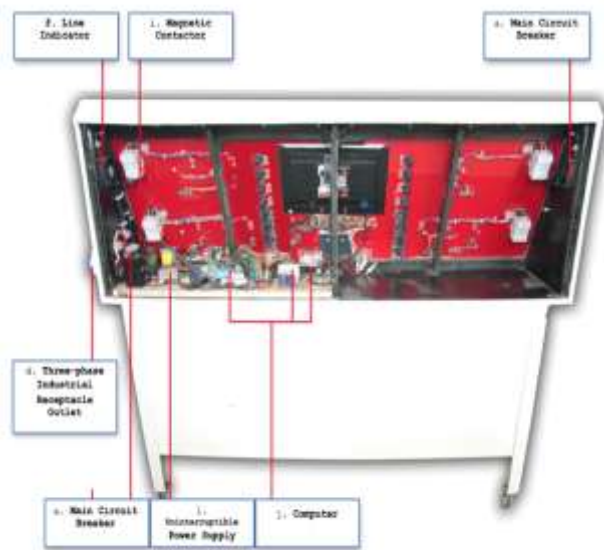 f. Line
Indicator
i. Magnetic
Contactor
a. Main Circuit
Breaker
d. Three-phase
Industrial
Receptacle
Outlet
a. Main Circuit
Breaker
Uninterruptible
Power Supply
j. Computer